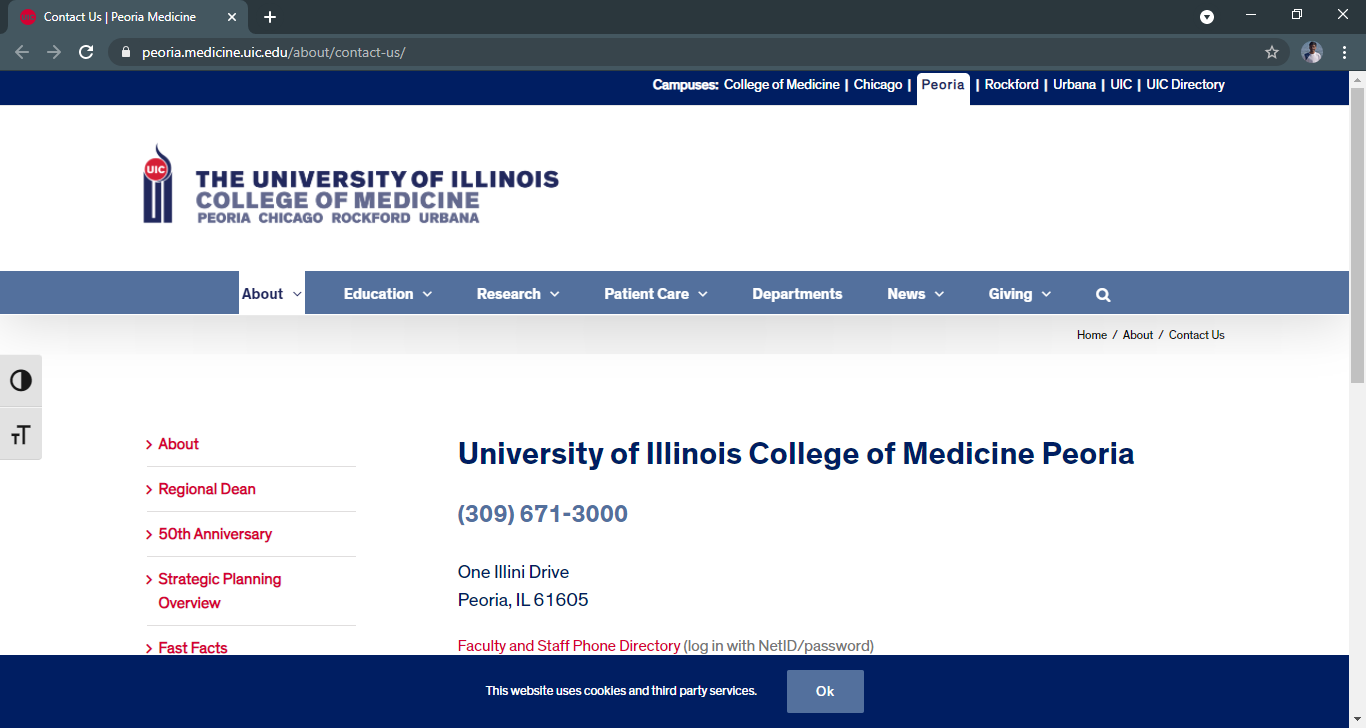 Contact Us | Peoria Medicine
peoria.medicine.uic.edu/about/contact-us/
Campuses: College of Medicine | Chicago | Peoria | Rockford | Urbana | UIC | UIC Directory
UIC
THE UNIVERSITY OF ILLINOIS
COLLEGE OF MEDICINE
PEORIA CHICAGO ROCKFORD URBANA
About Education Research Patient Care Departments News Giving
Home / About / Contact Us
About
Regional Dean
50th Anniversary
Strategic Planning
Overview
Fast Facts
University of Illinois College of Medicine Peoria
(309) 671-3000
One Illini Drive
Peoria, IL 61605
Faculty and Staff Phone Directory (log in with NetID/password)
This website uses cookies and third party services. Ok